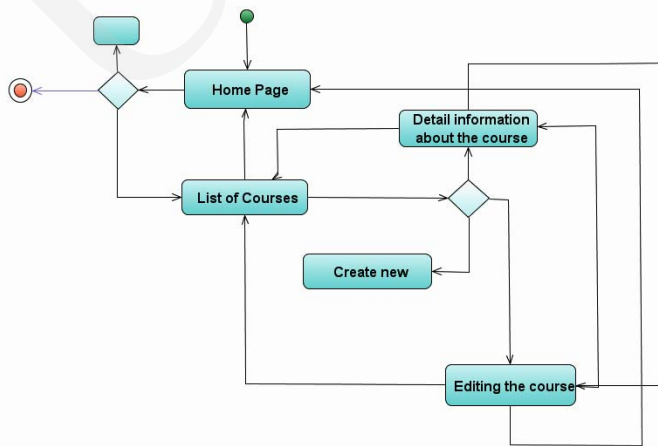 Home Page
Detail information
about the course
List of Courses
Create new
Editing the course